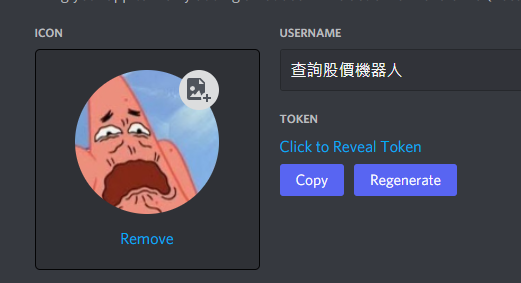 ICON
USERNAME
查詢股價機器人
TOKEN
Click to Reveal Token
Copy
Regenerate
Remove